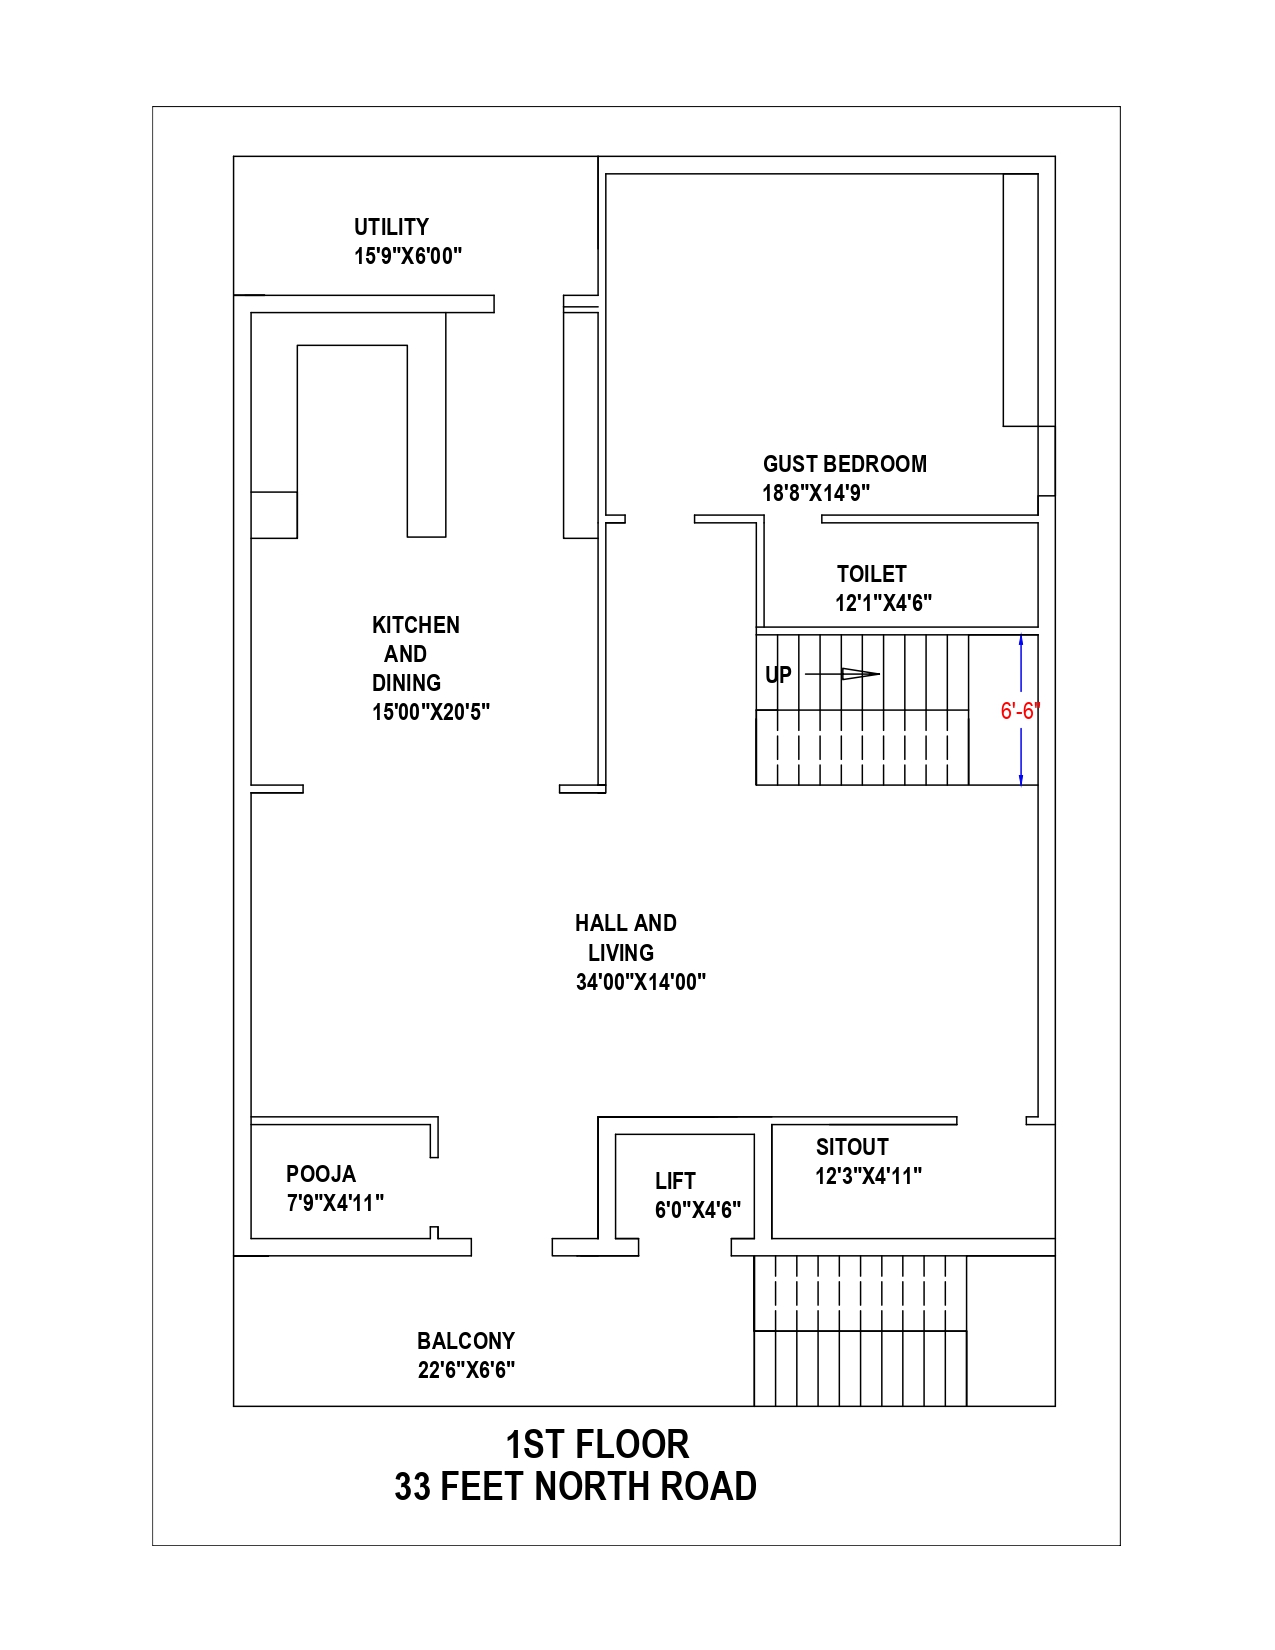 UTILITY
15'9"X6'00"
GUST BEDROOM
18'8"X14'9"
TOILET
12'1"X4'6"
KITCHEN
AND
DINING
15'00"X20'5"
UP
6'-6"
HALL AND
LIVING
34'00"X14'00"
POOJA
7'9"X4'11"
LIFT
6'0"X4'6"
SITOUT
12'3"X4'11"
BALCONY
22'6"X6'6"
1ST FLOOR
33 FEET NORTH ROAD